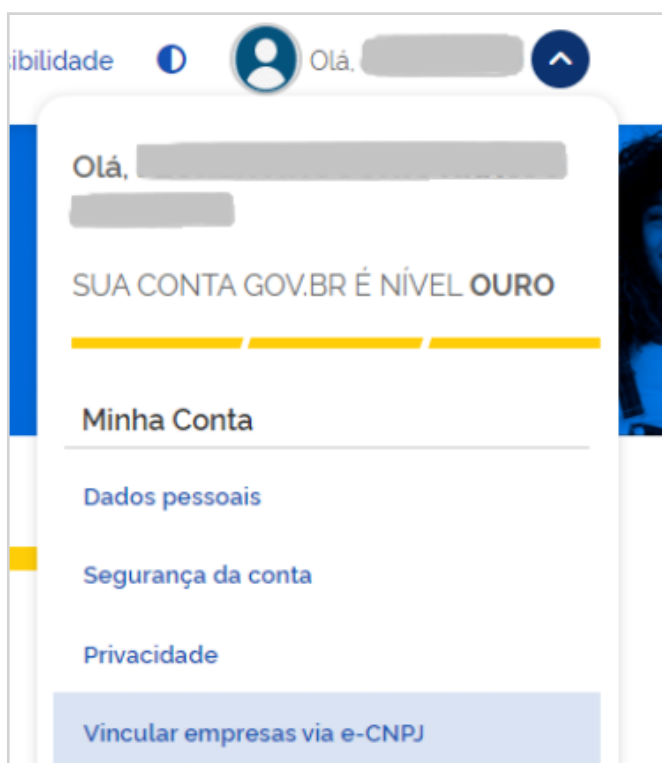 sibilidade
Olá,
Olá,
SUA CONTA GOV.BR É NÍVEL OURO
Minha Conta
Dados pessoais
Segurança da conta
Privacidade
Vincular empresas via e-CNPJ